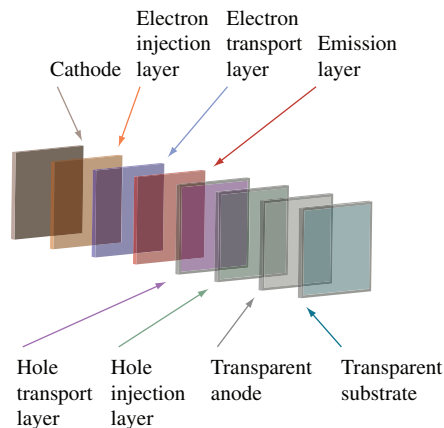 Cathode
Electron
injection
layer
Electron
transport
layer
Emission
layer
Hole
transport
layer
Hole
injection
layer
Transparent
anode
Transparent
substrate